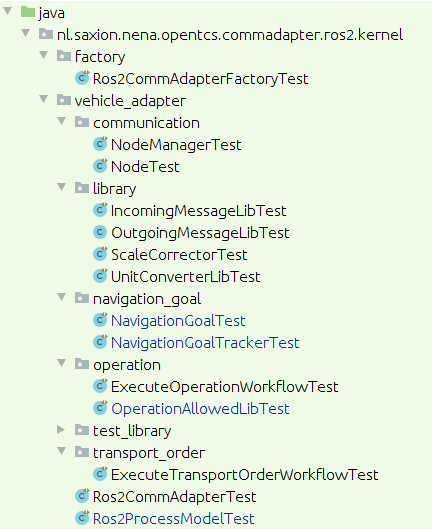 java
nl.saxion.nena.opentcs.commadapter.ros2.kernel
factory
Ros2CommAdapterFactoryTest
vehicle_adapter
communication
NodeManagerTest
NodeTest
library
IncomingMessageLibTest
OutgoingMessageLibTest
ScaleCorrectorTest
UnitConverterLibTest
navigation_goal
NavigationGoalTest
NavigationGoalTrackerTest
operation
ExecuteOperationWorkflowTest
OperationAllowedLibTest
test_library
transport_order
ExecuteTransportOrderWorkflowTest
Ros2CommAdapterTest
Ros2ProcessModelTest